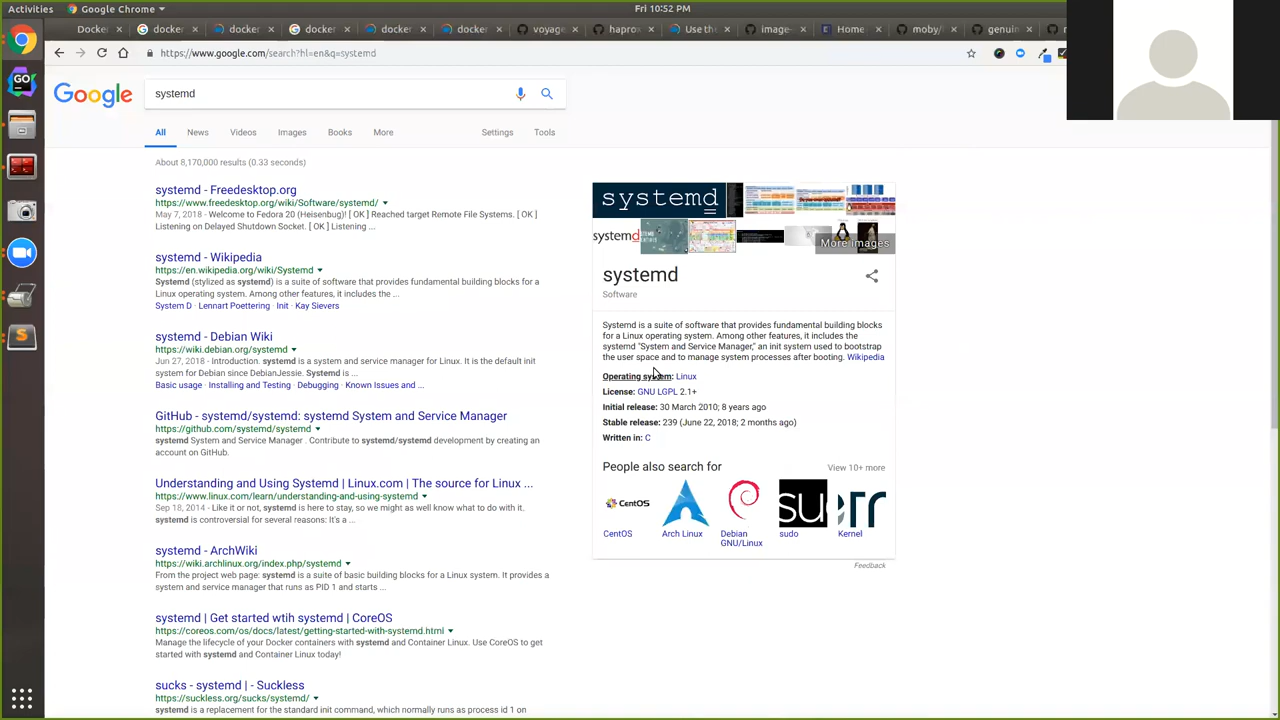 Activities
Google Chrome
Fri 10:52 PM
Docker
docker
docker
docker
docker
docker
voyage
haprox
Use the
image-
Home
moby/l
genuin
https://www.google.com/search?hl=en&q=systemd
Google
systemd
All
News
Videos
Images
Books
More
Settings
Tools
About 8,170,000 results (0.33 seconds)
systemd - Freedesktop.org
https://www.freedesktop.org/wiki/Software/systemd/
May 7, 2018 - Welcome to Fedora 20 (Heisenbug)! [ OK ] Reached target Remote File Systems. [ OK ]
Listening on Delayed Shutdown Socket. [ OK ] Listening ...
systemd - Wikipedia
https://en.wikipedia.org/wiki/Systemd
Systemd (stylized as systemd) is a suite of software that provides fundamental building blocks for a
Linux operating system. Among other features, it includes the ...
System D · Lennart Poettering · Init · Kay Sievers
systemd - Debian Wiki
https://wiki.debian.org/systemd
Jun 27, 2018 - Introduction. systemd is a system and service manager for Linux. It is the default init
system for Debian since DebianJessie. Systemd is ...
Basic usage · Installing and Testing · Debugging · Known Issues and ...
GitHub - systemd/systemd: systemd System and Service Manager
https://github.com/systemd/systemd
systemd System and Service Manager . Contribute to systemd/systemd development by creating an
account on GitHub.
Understanding and Using Systemd | Linux.com | The source for Linux ...
https://www.linux.com/learn/understanding-and-using-systemd
Sep 18, 2014 - Like it or not, systemd is here to stay, so we might as well know what to do with it.
systemd is controversial for several reasons: It's a ...
systemd - ArchWiki
https://wiki.archlinux.org/index.php/systemd
From the project web page: systemd is a suite of basic building blocks for a Linux system. It provides a
system and service manager that runs as PID 1 and starts ...
systemd | Get started wtih systemd | CoreOS
https://coreos.com/os/docs/latest/getting-started-with-systemd.html
Manage the lifecycle of your Docker containers with systemd and Container Linux. Use CoreOS to get
started with systemd and Container Linux today!
sucks - systemd | - Suckless
https://suckless.org/sucks/systemd/
systemd is a replacement for the standard init command, which normally runs as process id 1 on
systemd
systemd
More images
systemd
Software
Systemd is a suite of software that provides fundamental building blocks
for a Linux operating system. Among other features, it includes the
systemd "System and Service Manager," an init system used to bootstrap
the user space and to manage system processes after booting. Wikipedia
Operating system: Linux
License: GNU LGPL 2.1+
Initial release: 30 March 2010; 8 years ago
Stable release: 239 (June 22, 2018; 2 months ago)
Written in: C
People also search for
View 10+ more
CentOS
su
CentOS
Arch Linux
Debian
GNU/Linux
sudo
Kernel
Feedback